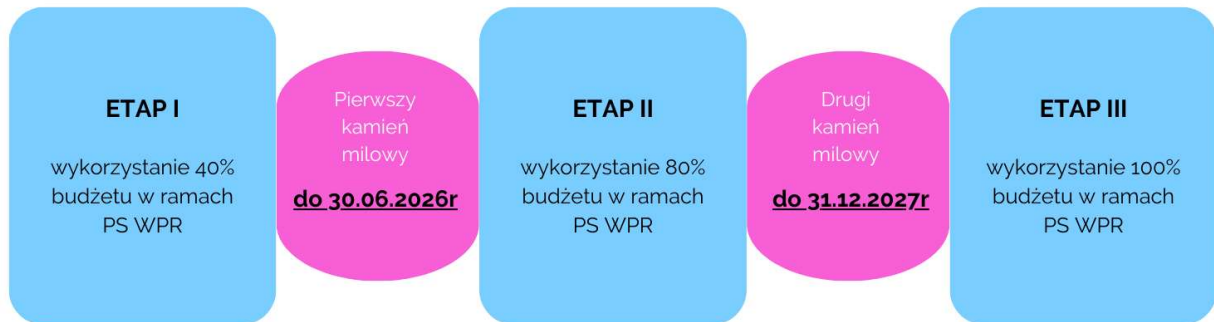 ETAP I
wykorzystanie 40%
budżetu w ramach
PS WPR
Pierwszy
kamień
milowy
do 30.06.2026r
ETAP II
wykorzystanie 80%
budżetu w ramach
PS WPR
Drugi
kamień
milowy
do 31.12.2027r
ETAP III
wykorzystanie 100%
budżetu w ramach
PS WPR